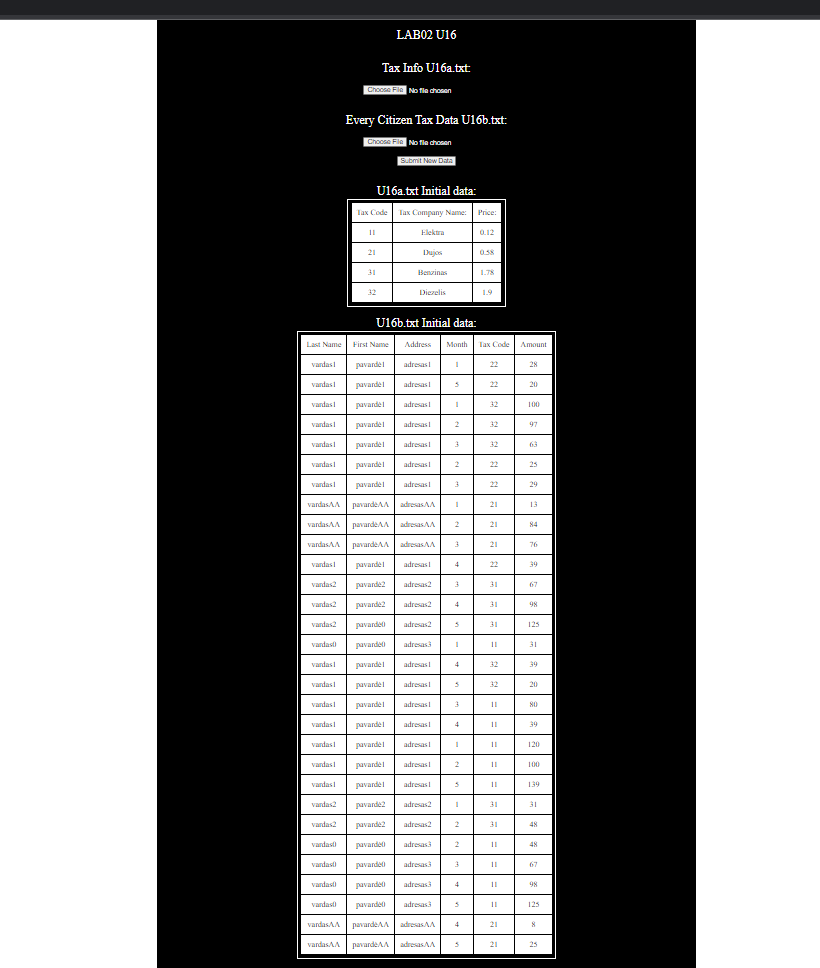 LAB02 U16
Tax Info U16a.txt:
Choose File No file chosen
Every Citizen Tax Data U16b.txt:
Choose File No file chosen
Submit New Data
U16a.txt Initial data:
Tax Code Tax Company Name: Price:
11 Elektra 0.12
21 Dujos 0.58
31 Benzinas 1.78
32 Diezelis 1.9
U16b.txt Initial data:
Last Name First Name Address Month Tax Code Amount
vardas1 pavardė1 adresas1 1 22 28
vardas1 pavardė1 adresas1 5 22 20
vardas1 pavardė1 adresas1 1 32 100
vardas1 pavardė1 adresas1 2 32 97
vardas1 pavardė1 adresas1 3 32 63
vardas1 pavardė1 adresas1 2 22 25
vardas1 pavardė1 adresas1 3 22 29
vardasAA pavardėAA adresasAA 1 21 13
vardasAA pavardėAA adresasAA 2 21 84
vardasAA pavardėAA adresasAA 3 21 76
vardas1 pavardė1 adresas1 4 22 39
vardas2 pavardė2 adresas2 3 31 67
vardas2 pavardė2 adresas2 4 31 98
vardas2 pavardė0 adresas2 5 31 125
vardas0 pavardė0 adresas3 1 11 31
vardas1 pavardė1 adresas1 4 32 39
vardas1 pavardė1 adresas1 5 32 20
vardas1 pavardė1 adresas1 3 11 80
vardas1 pavardė1 adresas1 4 11 39
vardas1 pavardė1 adresas1 1 11 120
vardas1 pavardė1 adresas1 2 11 100
vardas1 pavardė1 adresas1 5 11 139
vardas2 pavardė2 adresas2 1 31 31
vardas2 pavardė2 adresas2 2 31 48
vardas0 pavardė0 adresas3 2 11 48
vardas0 pavardė0 adresas3 3 11 67
vardas0 pavardė0 adresas3 4 11 98
vardas0 pavardė0 adresas3 5 11 125
vardasAA pavardėAA adresasAA 4 21 8
vardasAA pavardėAA adresasAA 5 21 25